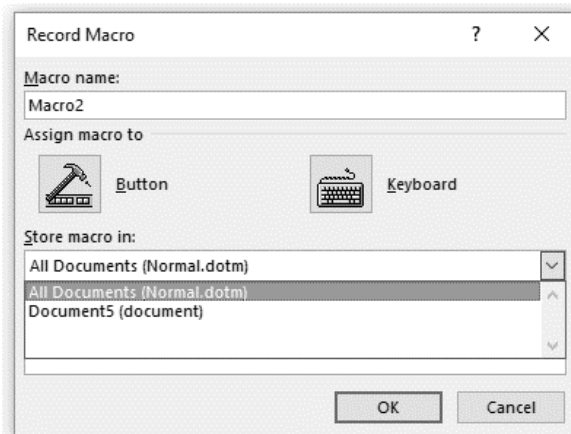 Record Macro ? ×
Macro name:
Macro2
Assign macro to
Button Keyboard
Store macro in:
All Documents (Normal.dotm)
All Documents (Normal.dotm)
Document5 (document)
OK Cancel